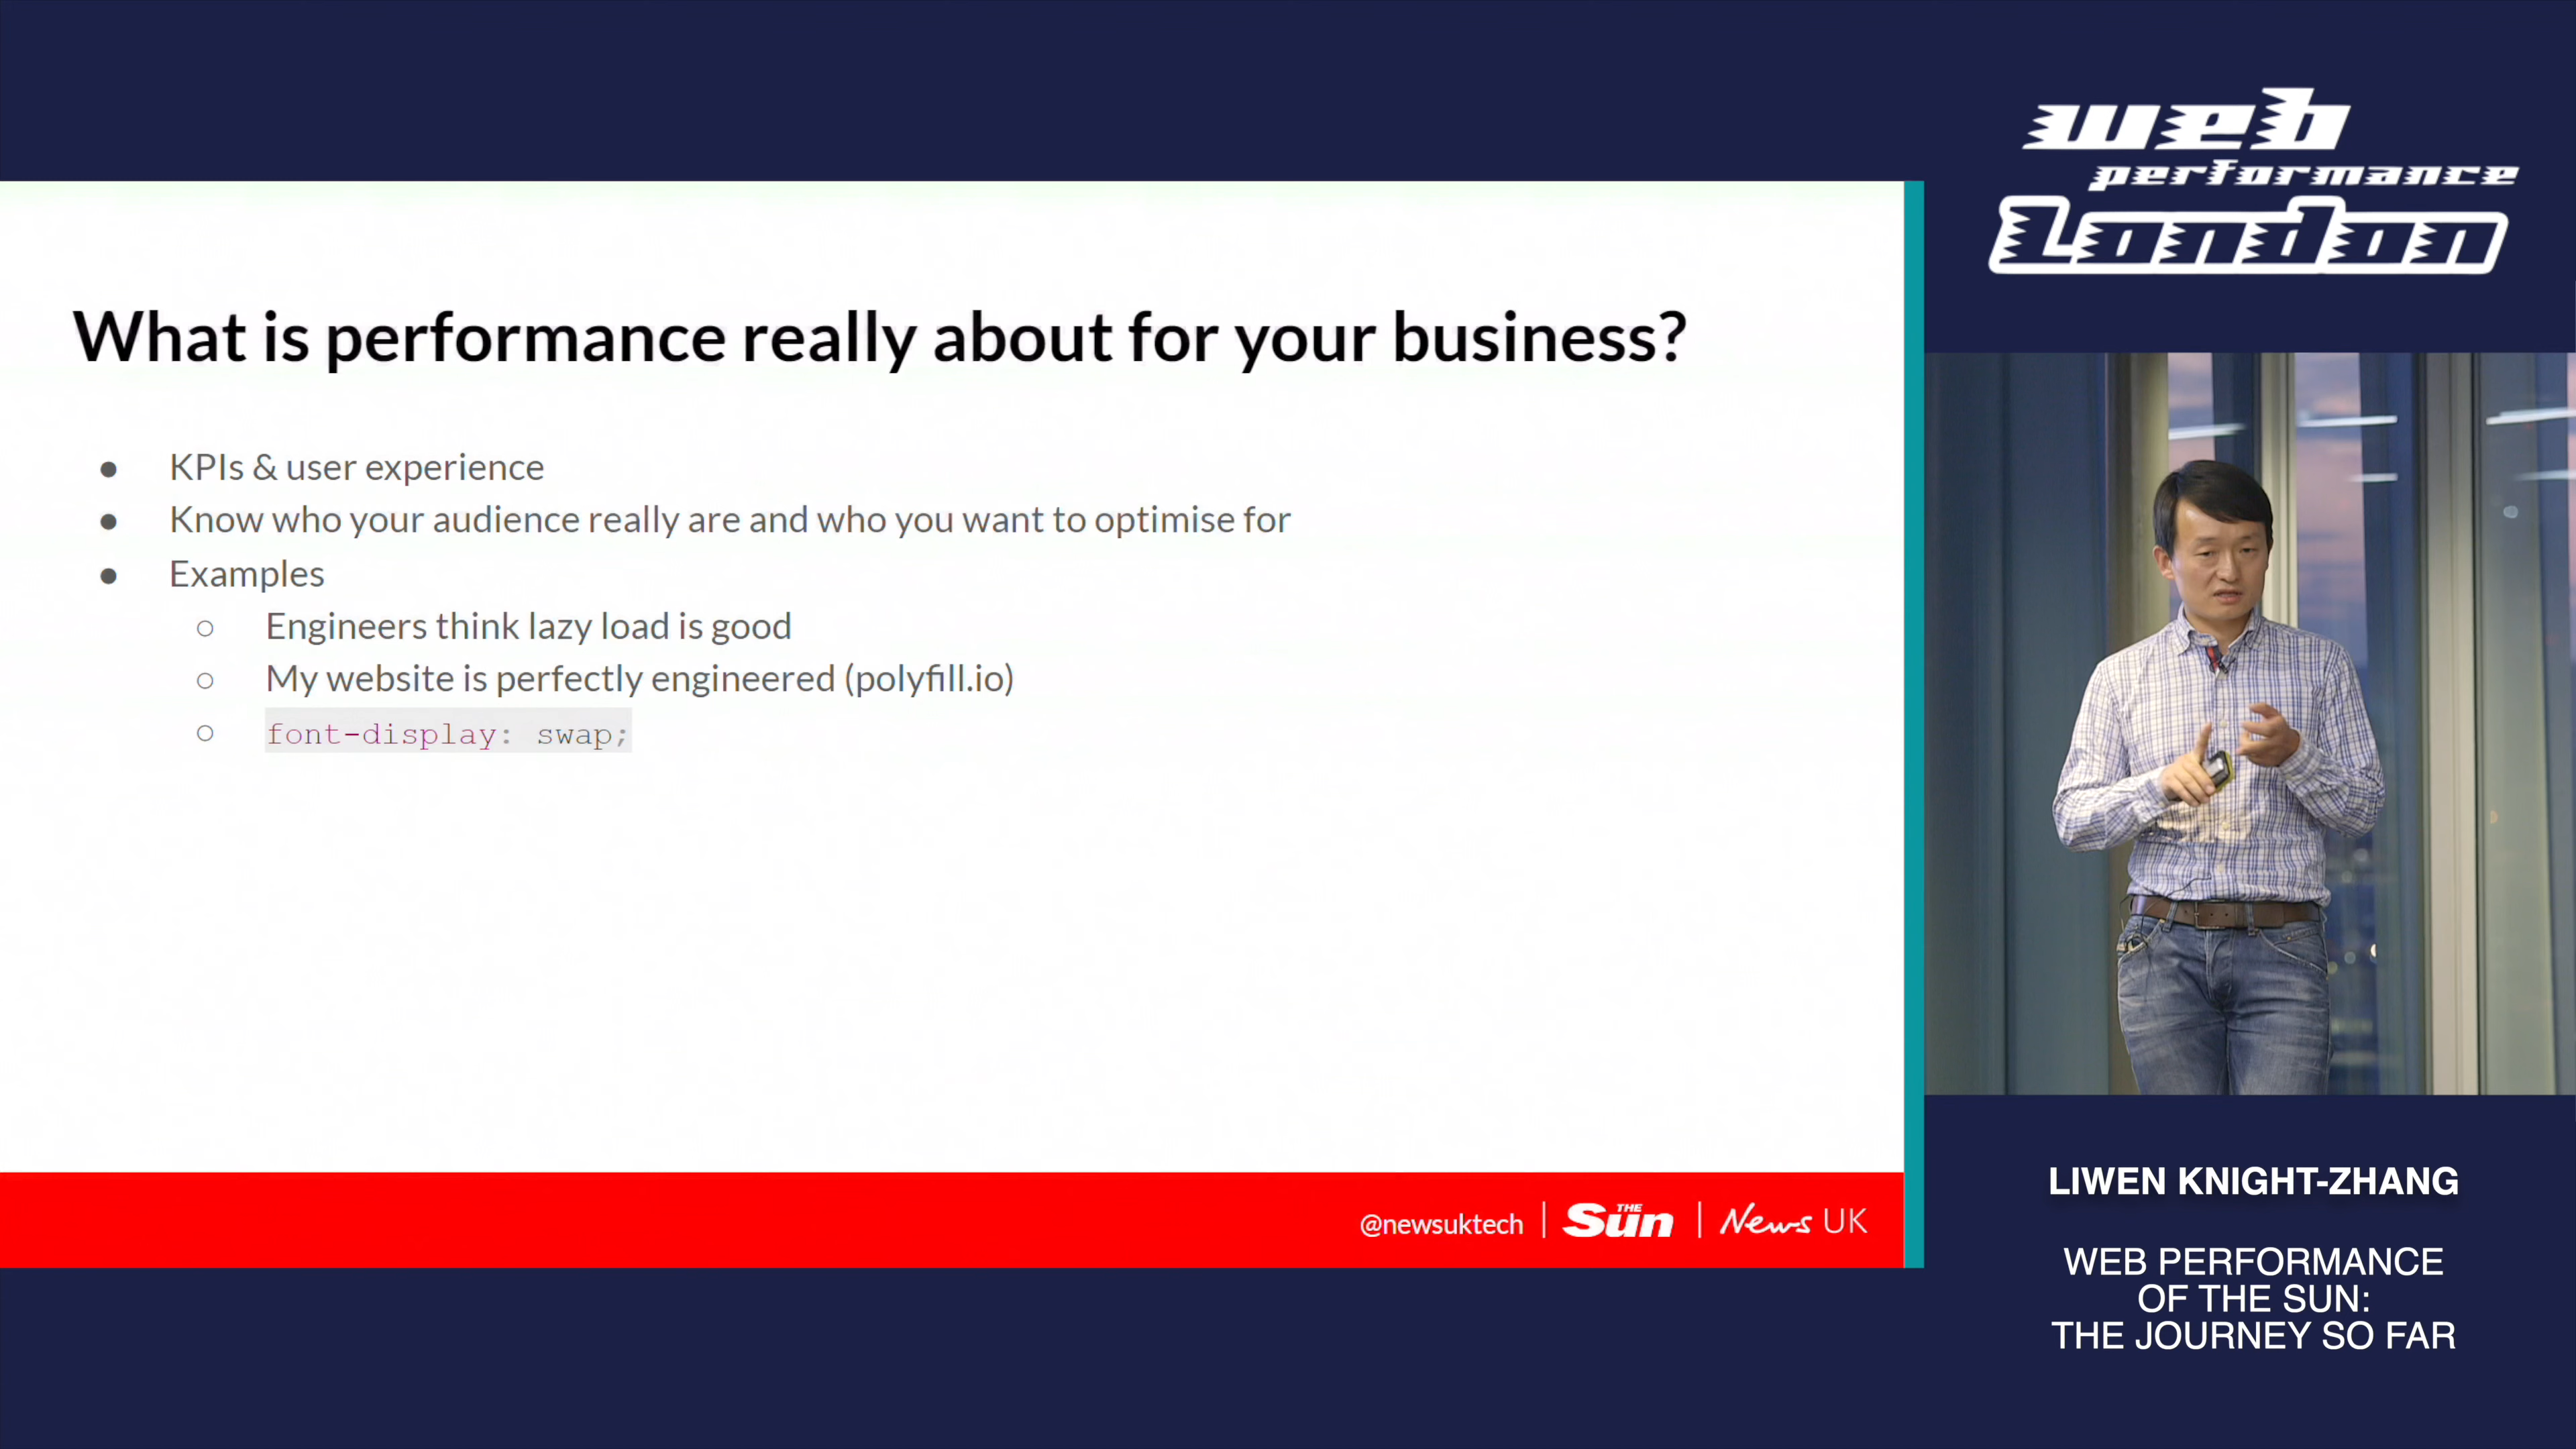 web
performance
London
What is performance really about for your business?
● KPIs & user experience
● Know who your audience really are and who you want to optimise for
● Examples
○ Engineers think lazy load is good
○ My website is perfectly engineered (polyfill.io)
○ font-display: swap;
@newsuktech | THE Sun | News UK
LIWEN KNIGHT-ZHANG
WEB PERFORMANCE
OF THE SUN:
THE JOURNEY SO FAR